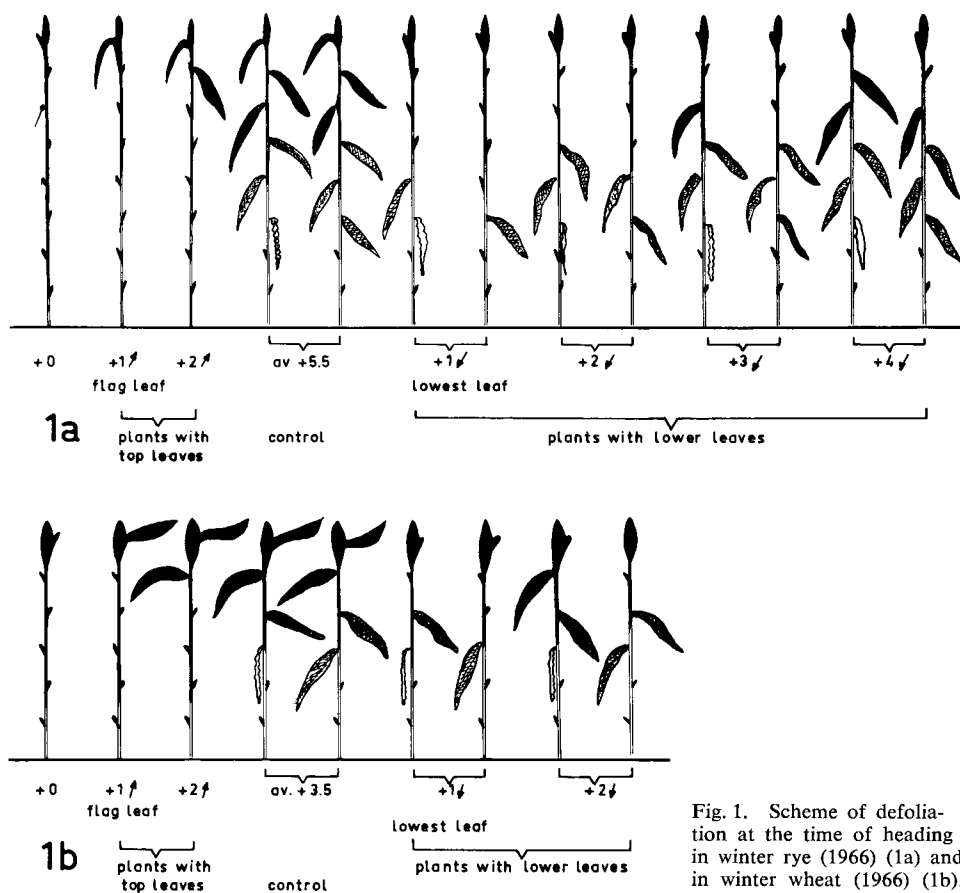 +0 +1↗ +2↗ av +5.5 +1↙ +2↙ +3↙ +4↙
flag leaf lowest leaf
1a
plants with top leaves control plants with lower leaves
+0 +1↗ +2↗ av. +3.5 +1↙ +2↙
flag leaf lowest leaf
1b
plants with top leaves control plants with lower leaves
Fig. 1. Scheme of defolia-
tion at the time of heading
in winter rye (1966) (1a) and
in winter wheat (1966) (1b).